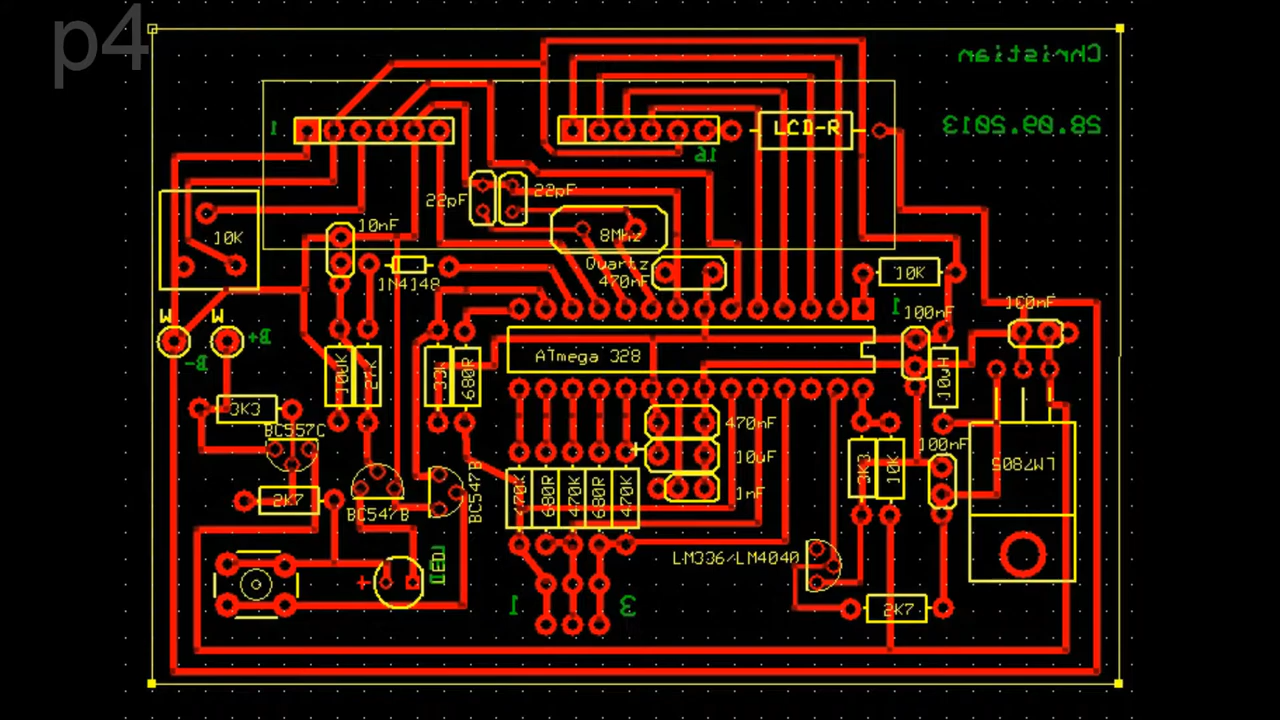 p4
Christian
28.09.2013
1
LCD-R
16
22pF
22pF
10K
10nF
8MHz
Quartz
470nF
1N4148
10K
1
100nF
100nF
B+
B-
ATmega 328
10K
27K
33K
680R
10uH
3K3
BC557C
470nF
10uF
1nF
100nF
LM7805
3K3
10K
2K7
BC547B
BC547B
470K
680R
470K
680R
470K
LM336/LM4040
LED
+
1
3
2K7